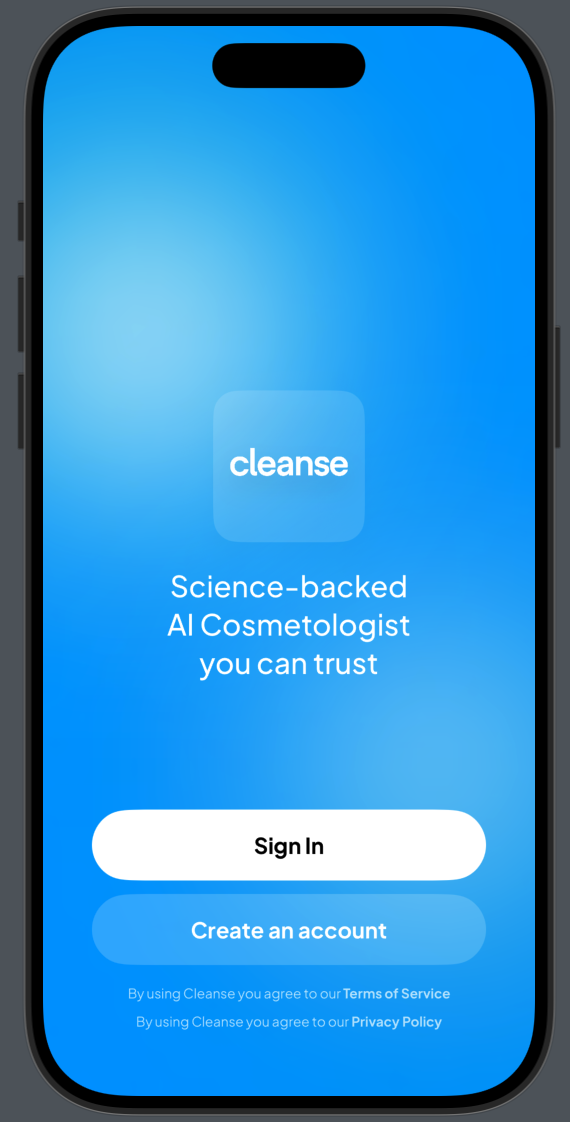 cleanse
Science-backed
AI Cosmetologist
you can trust
Sign In
Create an account
By using Cleanse you agree to our Terms of Service
By using Cleanse you agree to our Privacy Policy